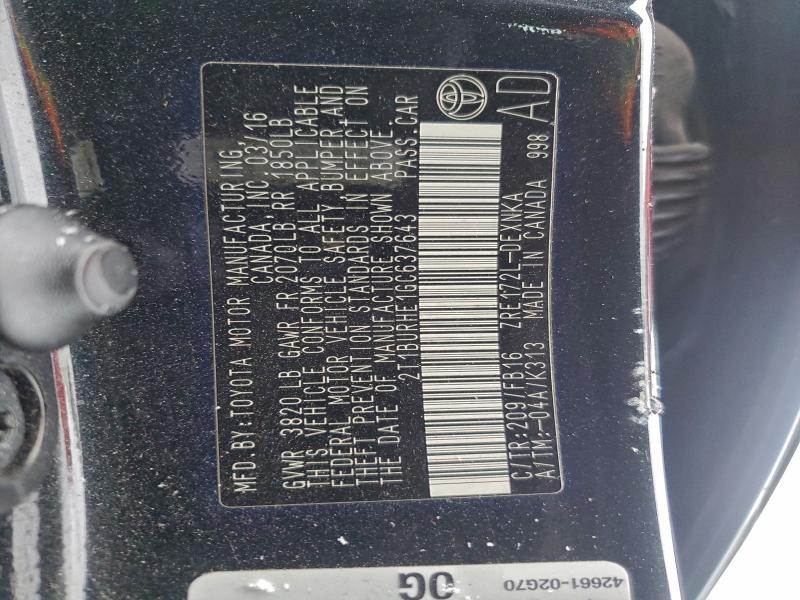 MFD. BY: TOYOTA MOTOR MANUFACTURING,
CANADA, INC. 03/16
GVWR 3820 LB GAWR FR 2070LB RR 1850LB
THIS VEHICLE CONFORMS TO ALL APPLICABLE
FEDERAL MOTOR VEHICLE SAFETY, BUMPER, AND
THEFT PREVENTION STANDARDS IN EFFECT ON
THE DATE OF MANUFACTURE SHOWN ABOVE.
2T1BURHE1GC637643 PASS. CAR
C/TR:209/FB16 ZRE172L-DEXNKA
A/TM:-04A/K313 MADE IN CANADA 998
AD
42661-02G70
0G